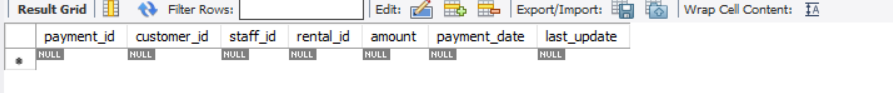 Result Grid Filter Rows: Edit: Export/Import: Wrap Cell Content: IA
payment_id customer_id staff_id rental_id amount payment_date last_update
* NULL NULL NULL NULL NULL NULL NULL